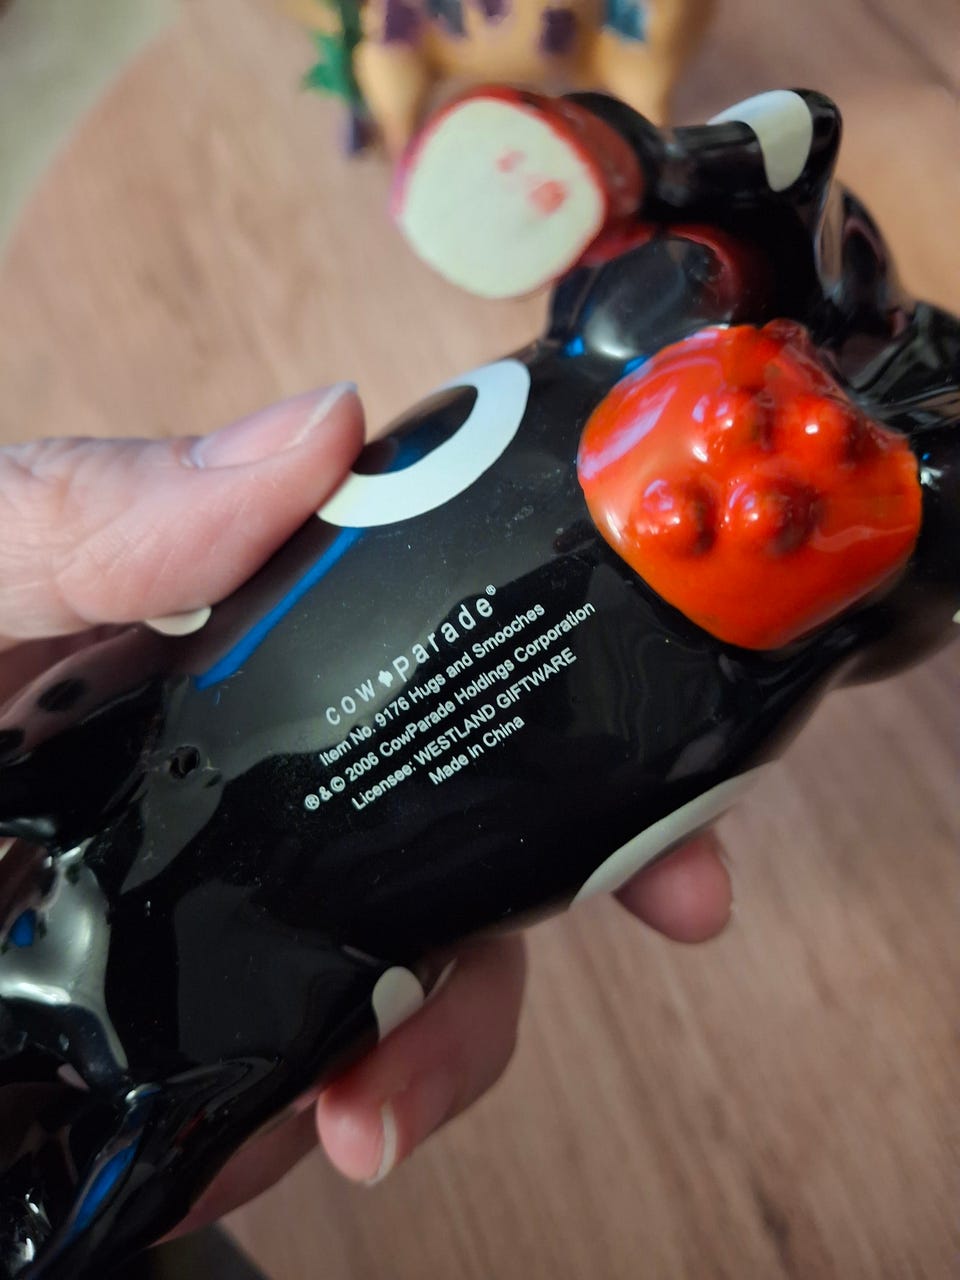 cow parade®
Item No. 9176 Hugs and Smooches
® & © 2006 CowParade Holdings Corporation
Licensee: WESTLAND GIFTWARE
Made in China